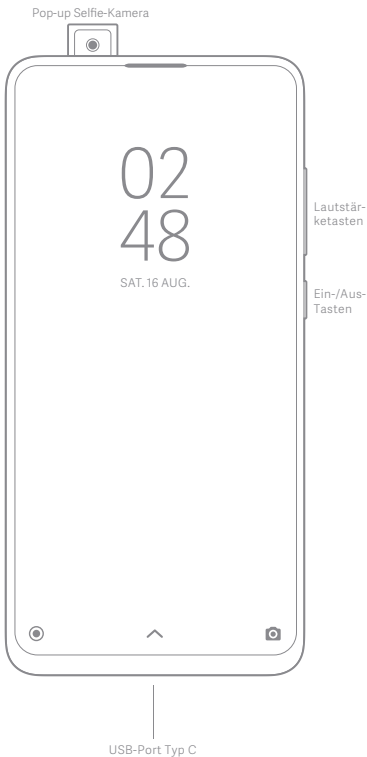 Pop-up Selfie-Kamera
02
48
SAT. 16 AUG.
Lautstär-
ketasten
Ein-/Aus-
Tasten
USB-Port Typ C